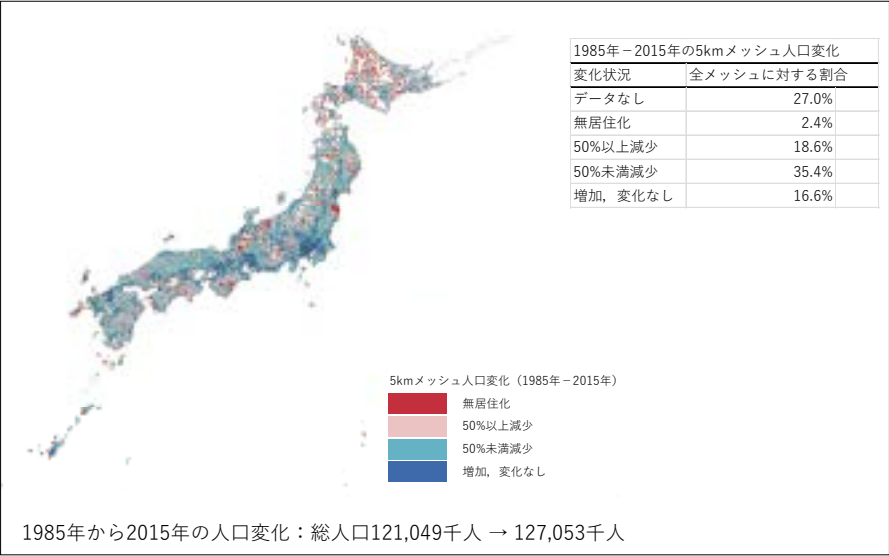 1985年－2015年の5kmメッシュ人口変化
変化状況 全メッシュに対する割合
データなし 27.0%
無居住化 2.4%
50%以上減少 18.6%
50%未満減少 35.4%
増加，変化なし 16.6%
5kmメッシュ人口変化（1985年－2015年）
無居住化
50%以上減少
50%未満減少
増加，変化なし
1985年から2015年の人口変化：総人口121,049千人 → 127,053千人